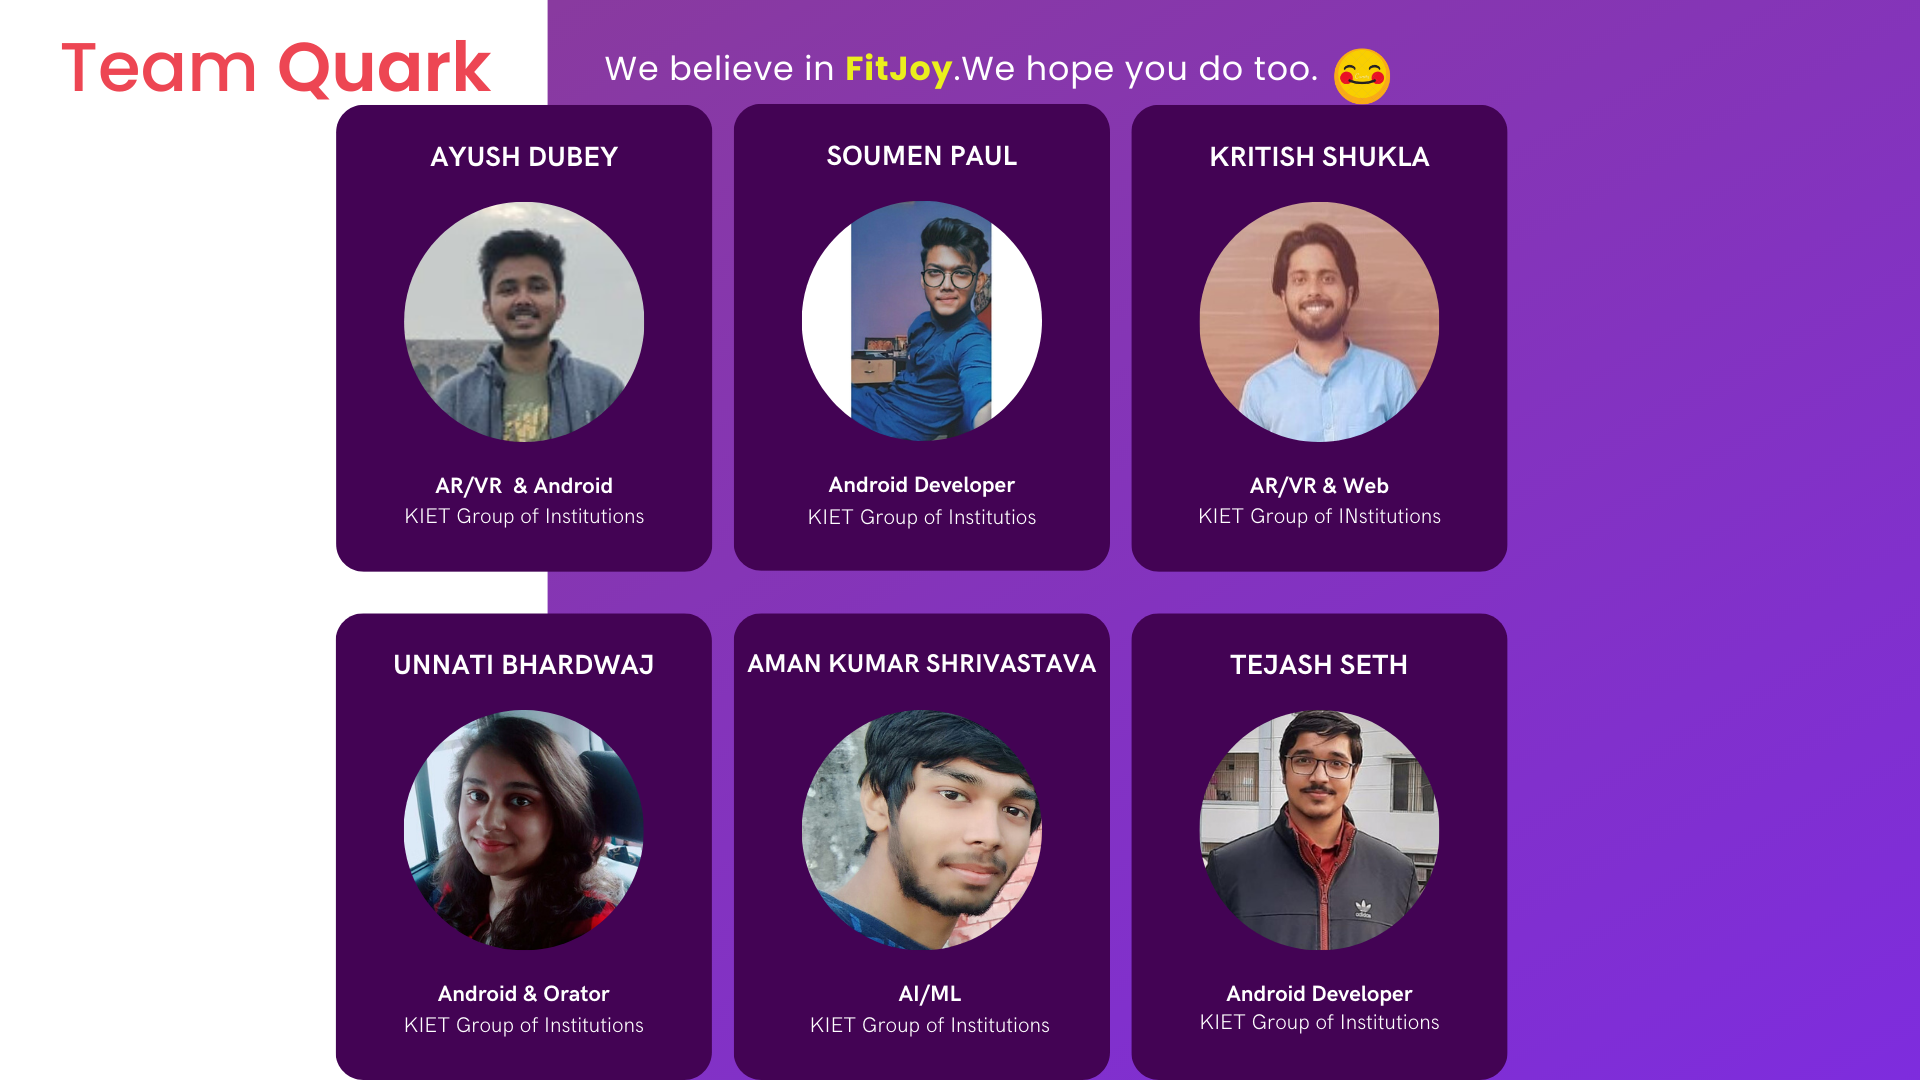 Team Quark
We believe in FitJoy.We hope you do too.
AYUSH DUBEY
AR/VR & Android
KIET Group of Institutions
SOUMEN PAUL
Android Developer
KIET Group of Institutios
KRITISH SHUKLA
AR/VR & Web
KIET Group of INstitutions
UNNATI BHARDWAJ
Android & Orator
KIET Group of Institutions
AMAN KUMAR SHRIVASTAVA
AI/ML
KIET Group of Institutions
TEJASH SETH
adidas
Android Developer
KIET Group of Institutions